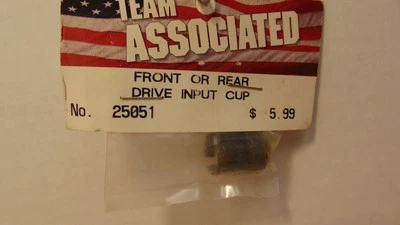 TEAM
ASSOCIATED
FRONT OR REAR
DRIVE INPUT CUP
No. 25051 $ 5.99